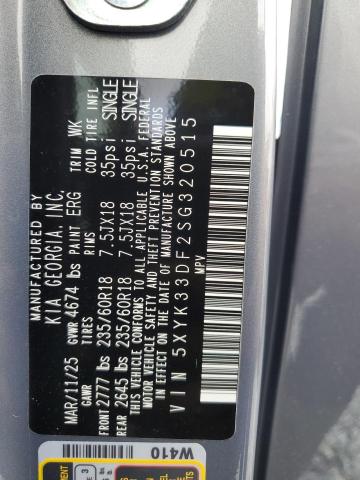 MANUFACTURED BY
KIA GEORGIA, INC.
MAR/11/25 GVWR 4674 lbs PAINT ERG TRIM WK
GAWR TIRES RIMS COLD TIRE INFL
FRONT 2777 lbs 235/60R18 7.5JX18 35psi SINGLE
REAR 2645 lbs 235/60R18 7.5JX18 35psi SINGLE
THIS VEHICLE CONFORMS TO ALL APPLICABLE U.S.A. FEDERAL
MOTOR VEHICLE SAFETY AND THEFT PREVENTION STANDARDS
IN EFFECT ON THE DATE OF MANUFACTURE SHOWN ABOVE
VIN 5XYK33DF2SG320515
MPV
W410
3